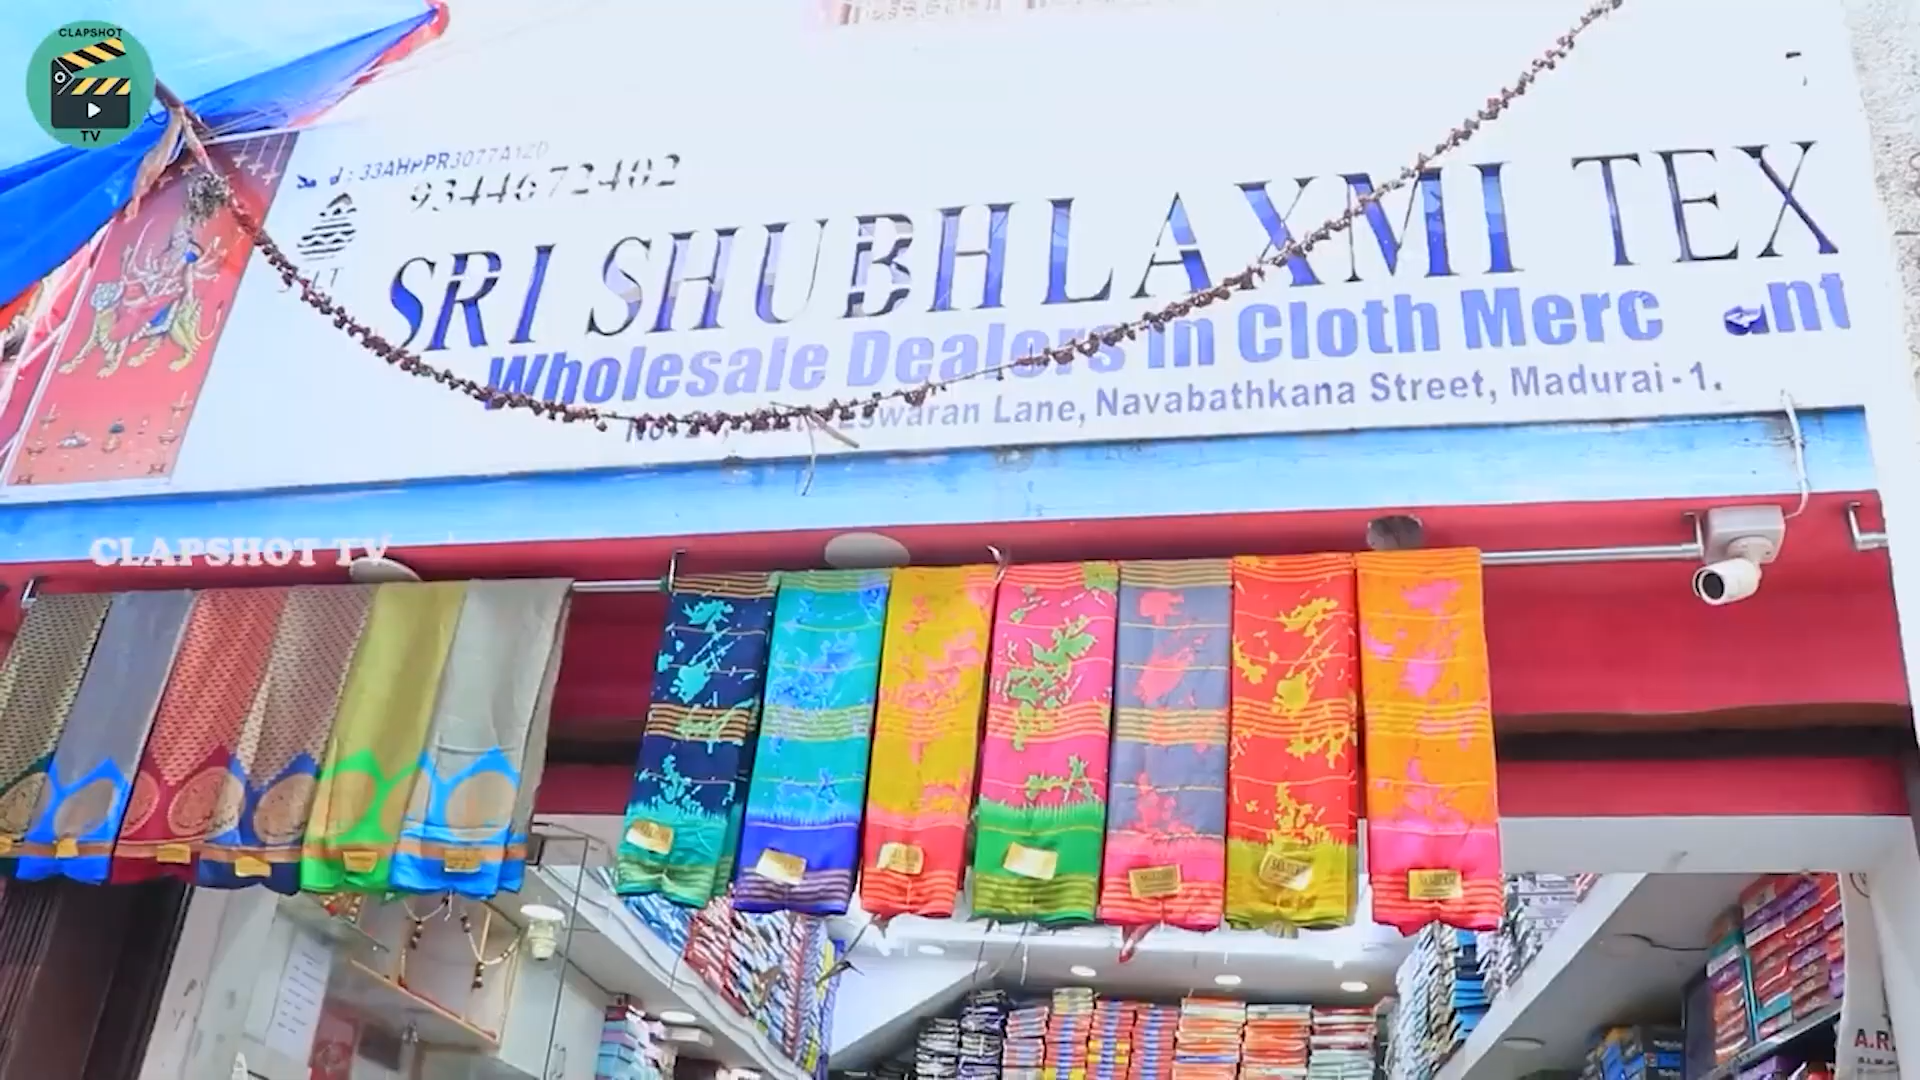 CLAPSHOT
TV
9344672402
SRI SHUBHLAXMI TEX
Wholesale Dealers in Cloth Merc ant
Eswaran Lane, Navabathkana Street, Madurai-1.
CLAPSHOT TV
A.R.